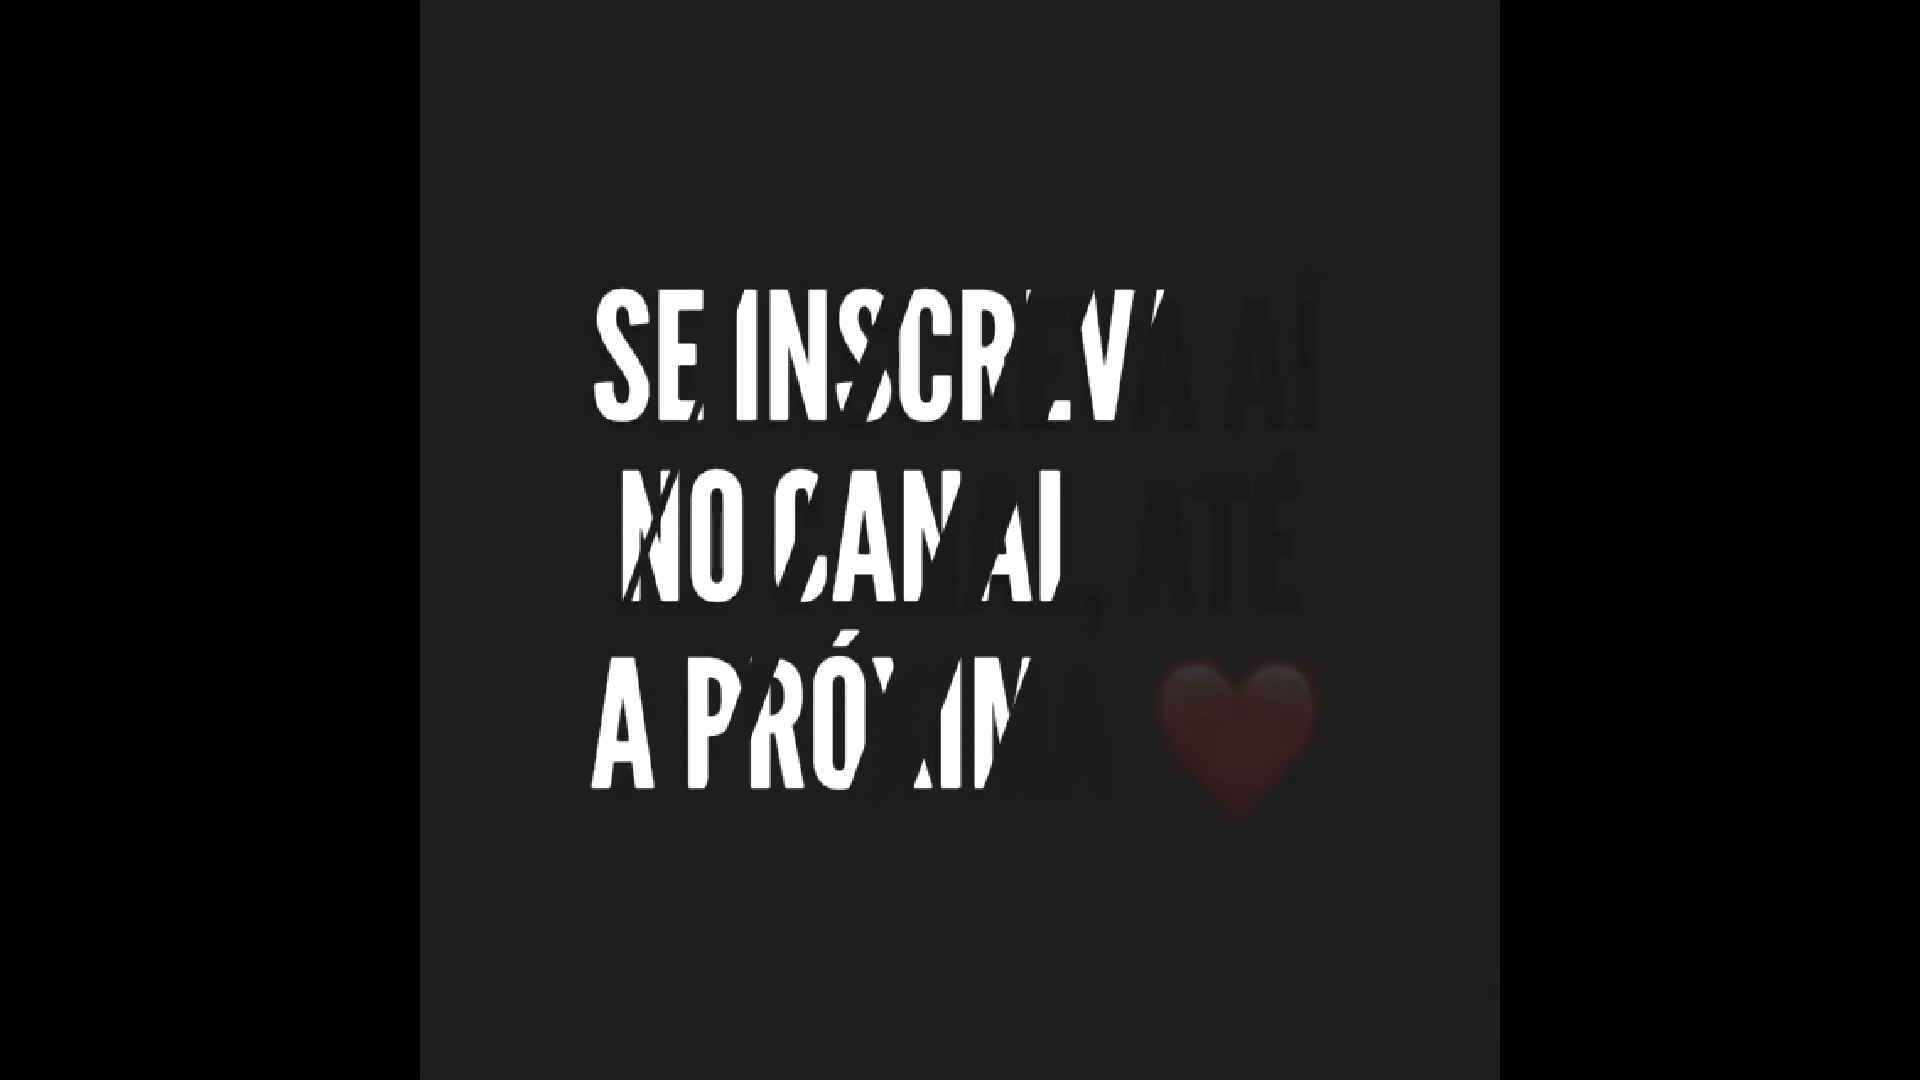 SE INSCREVA AÍ
NO CANAL, ATÉ
A PRÓXIMA ❤️